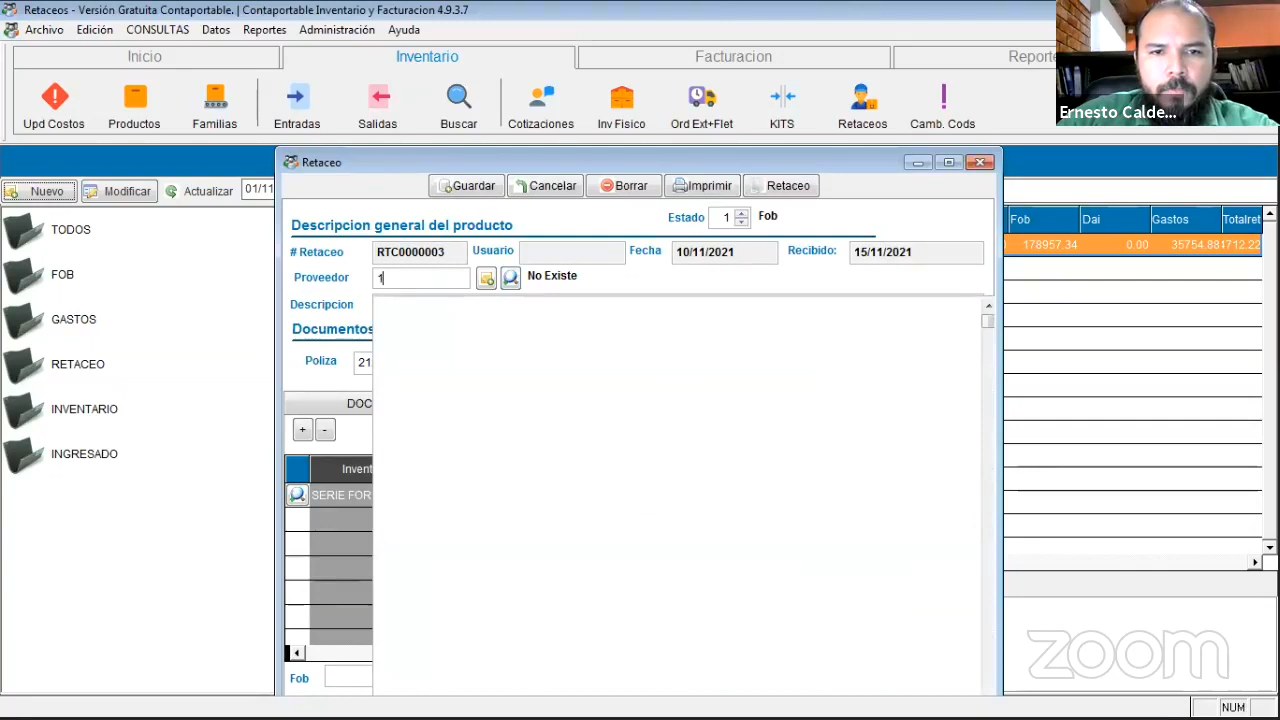 Retaceos - Versión Gratuita Contaportable. | Contaportable Inventario y Facturacion 4.9.3.7
Archivo Edición CONSULTAS Datos Reportes Administración Ayuda
Inicio Inventario Facturacion Reporte
Upd Costos Productos Familias Entradas Salidas Buscar Cotizaciones Inv Fisico Ord Ext+Flet KITS Retaceos Camb. Cods
Ernesto Calde...
Retaceo
Nuevo Modificar Actualizar 01/11
Guardar Cancelar Borrar Imprimir Retaceo
TODOS
FOB
GASTOS
RETACEO
INVENTARIO
INGRESADO
Descripcion general del producto
Estado 1 Fob
# Retaceo RTC0000003 Usuario Fecha 10/11/2021 Recibido: 15/11/2021
Proveedor 1 No Existe
Descripcion
Documentos
Poliza 21
DOC
+ -
Invent
SERIE FOR
Fob
Fob Dai Gastos Totalret
178957.34 0.00 35754.88 4712.22
zoom
NUM